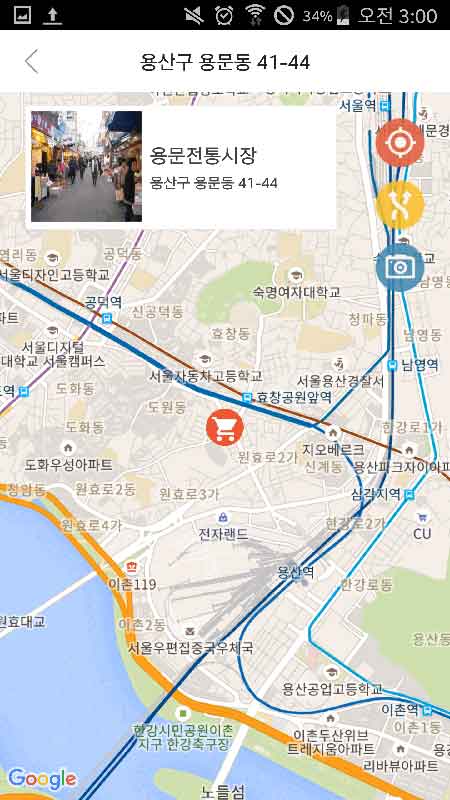 34% 오전 3:00
용산구 용문동 41-44
서울역
용문전통시장
용산구 용문동 41-44
공덕동
서울디자인고등학교
공덕역
신공덕동
숙명여자대학교
청파동
남영동
효창동
서울디지털
대학교 서울캠퍼스
남영역
서울자동차고등학교
서울용산경찰서
도화동
도원동
효창공원앞역
도화동
한강로1가
지오베르크
원효로2가
신계동
도화우성아파트
용산파크자이아파
청암동
원효로2동
원효로3가
삼각지역
원효로4가
한강로2가
전자랜드
CU
용산역
이촌119
한강로동
원효대교
이촌2동
용산동
서울우편집중국우체국
용산공업고등학교
이촌역
한강시민공원이촌
지구 한강축구장
이촌두산위브
트레지움아파트
이촌1동
리바뷰아파트
Google
노들섬